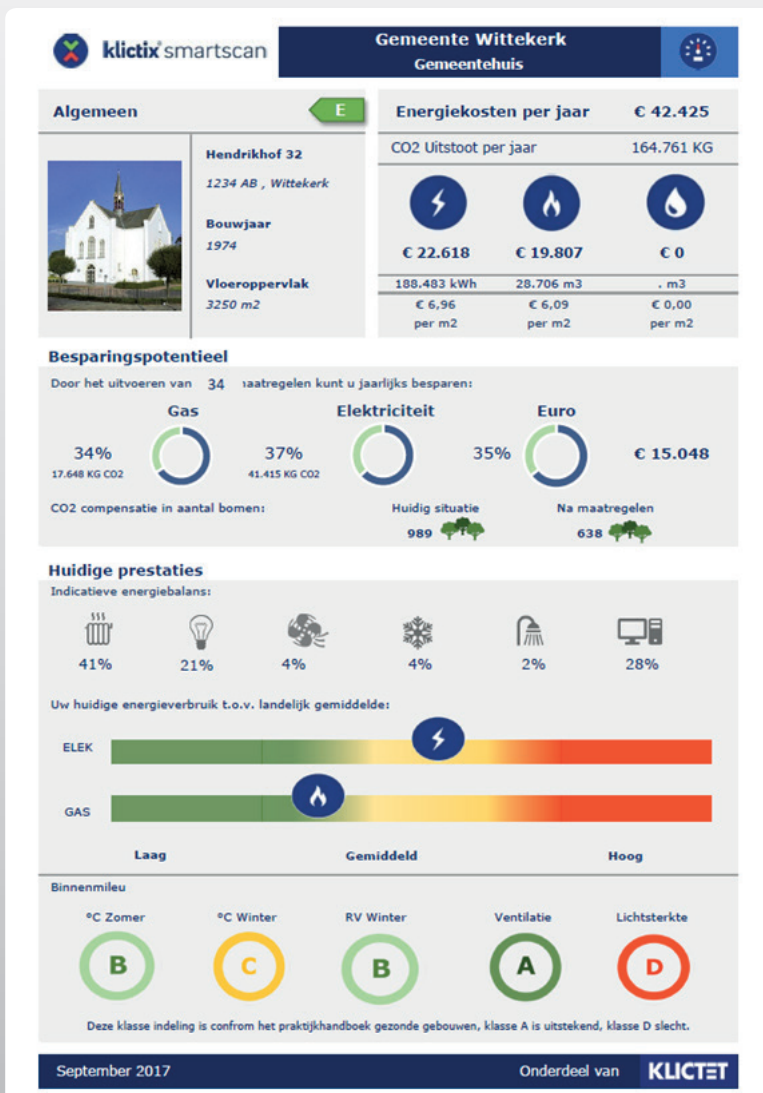 klictix® smartscan
Gemeente Wittekerk
Gemeentehuis
Algemeen
E
Hendrikhof 32
1234 AB , Wittekerk
Bouwjaar
1974
Vloeroppervlak
3250 m2
Energiekosten per jaar € 42.425
CO2 Uitstoot per jaar 164.761 KG
€ 22.618 € 19.807 € 0
188.483 kWh 28.706 m3 . m3
€ 6,96 € 6,09 € 0,00
per m2 per m2 per m2
Besparingspotentieel
Door het uitvoeren van 34 naatregelen kunt u jaarlijks besparen:
Gas Elektriciteit Euro
34% 37% 35% € 15.048
17.648 KG CO2 41.415 KG CO2
CO2 compensatie in aantal bomen: Huidig situatie Na maatregelen
989 638
Huidige prestaties
Indicatieve energiebalans:
41% 21% 4% 4% 2% 28%
Uw huidige energieverbruik t.o.v. landelijk gemiddelde:
ELEK
GAS
Laag Gemiddeld Hoog
Binnenmileu
°C Zomer °C Winter RV Winter Ventilatie Lichtsterkte
B C B A D
Deze klasse indeling is confrom het praktijkhandboek gezonde gebouwen, klasse A is uitstekend, klasse D slecht.
September 2017 Onderdeel van KLICTET